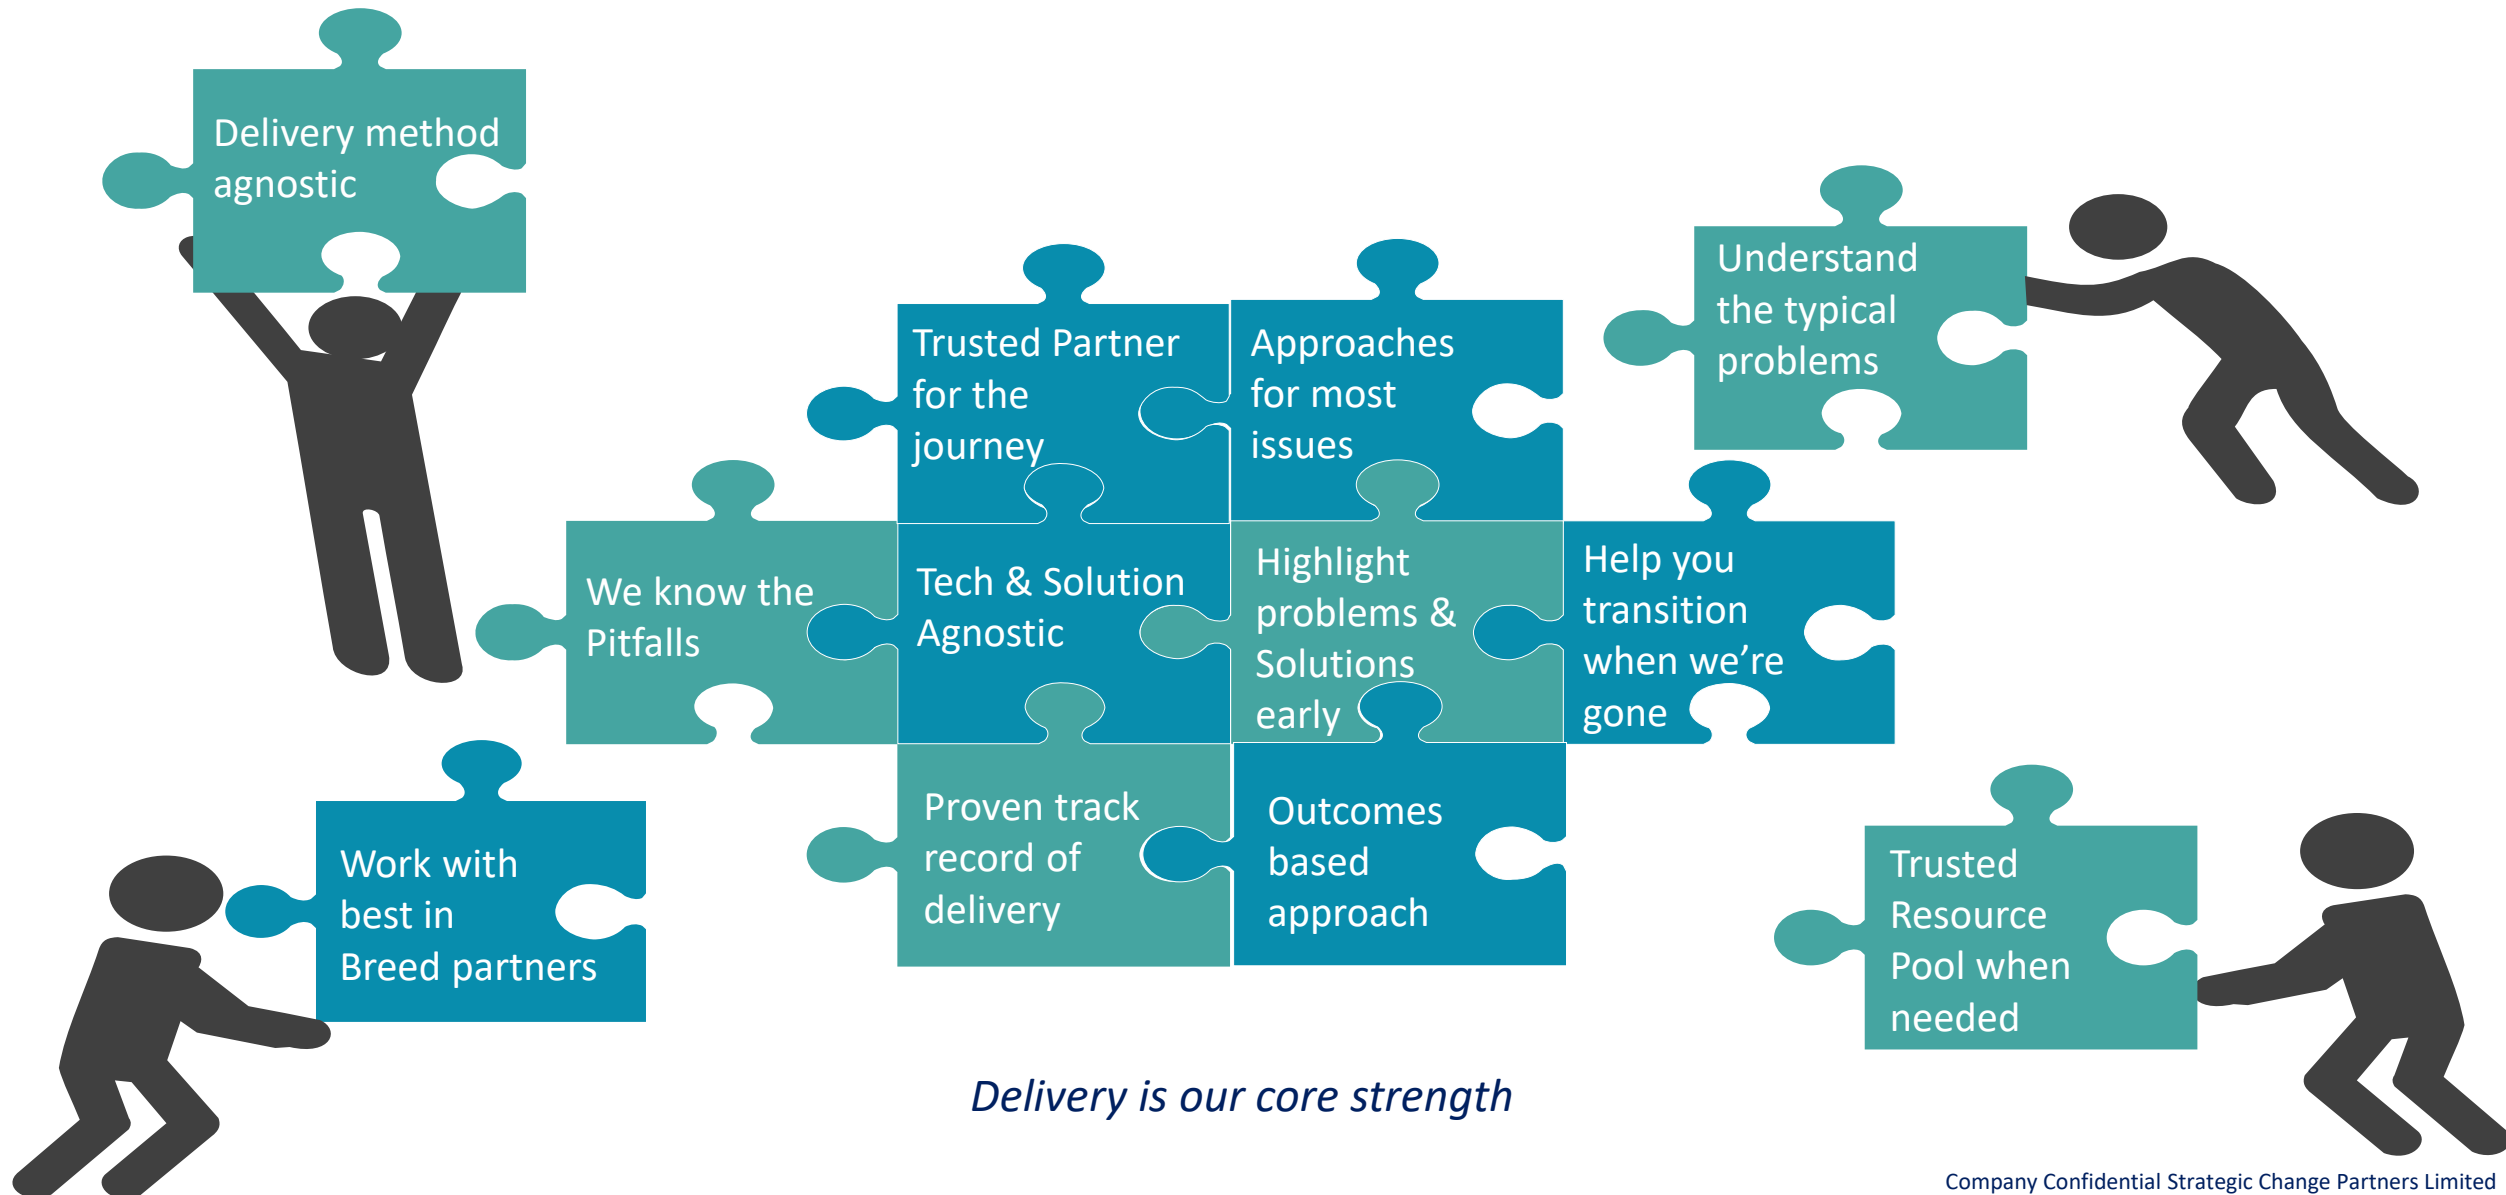 Delivery method
agnostic
Understand
the typical
problems
Trusted Partner
for the
journey
Approaches
for most
issues
We know the
Pitfalls
Tech & Solution
Agnostic
Highlight
problems &
Solutions
early
Help you
transition
when we’re
gone
Work with
best in
Breed partners
Proven track
record of
delivery
Outcomes
based
approach
Trusted
Resource
Pool when
needed
Delivery is our core strength
Company Confidential Strategic Change Partners Limited